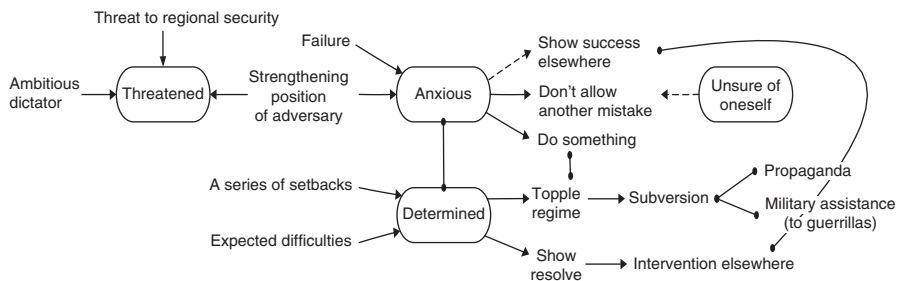 Threat to regional security
Failure
Show success
elsewhere
Ambitious
dictator
Threatened
Strengthening
position
of adversary
Anxious
Don't allow
another mistake
Unsure of
oneself
Do something
A series of setbacks
Expected difficulties
Determined
Topple
regime
Subversion
Propaganda
Military assistance
(to guerrillas)
Show
resolve
Intervention elsewhere